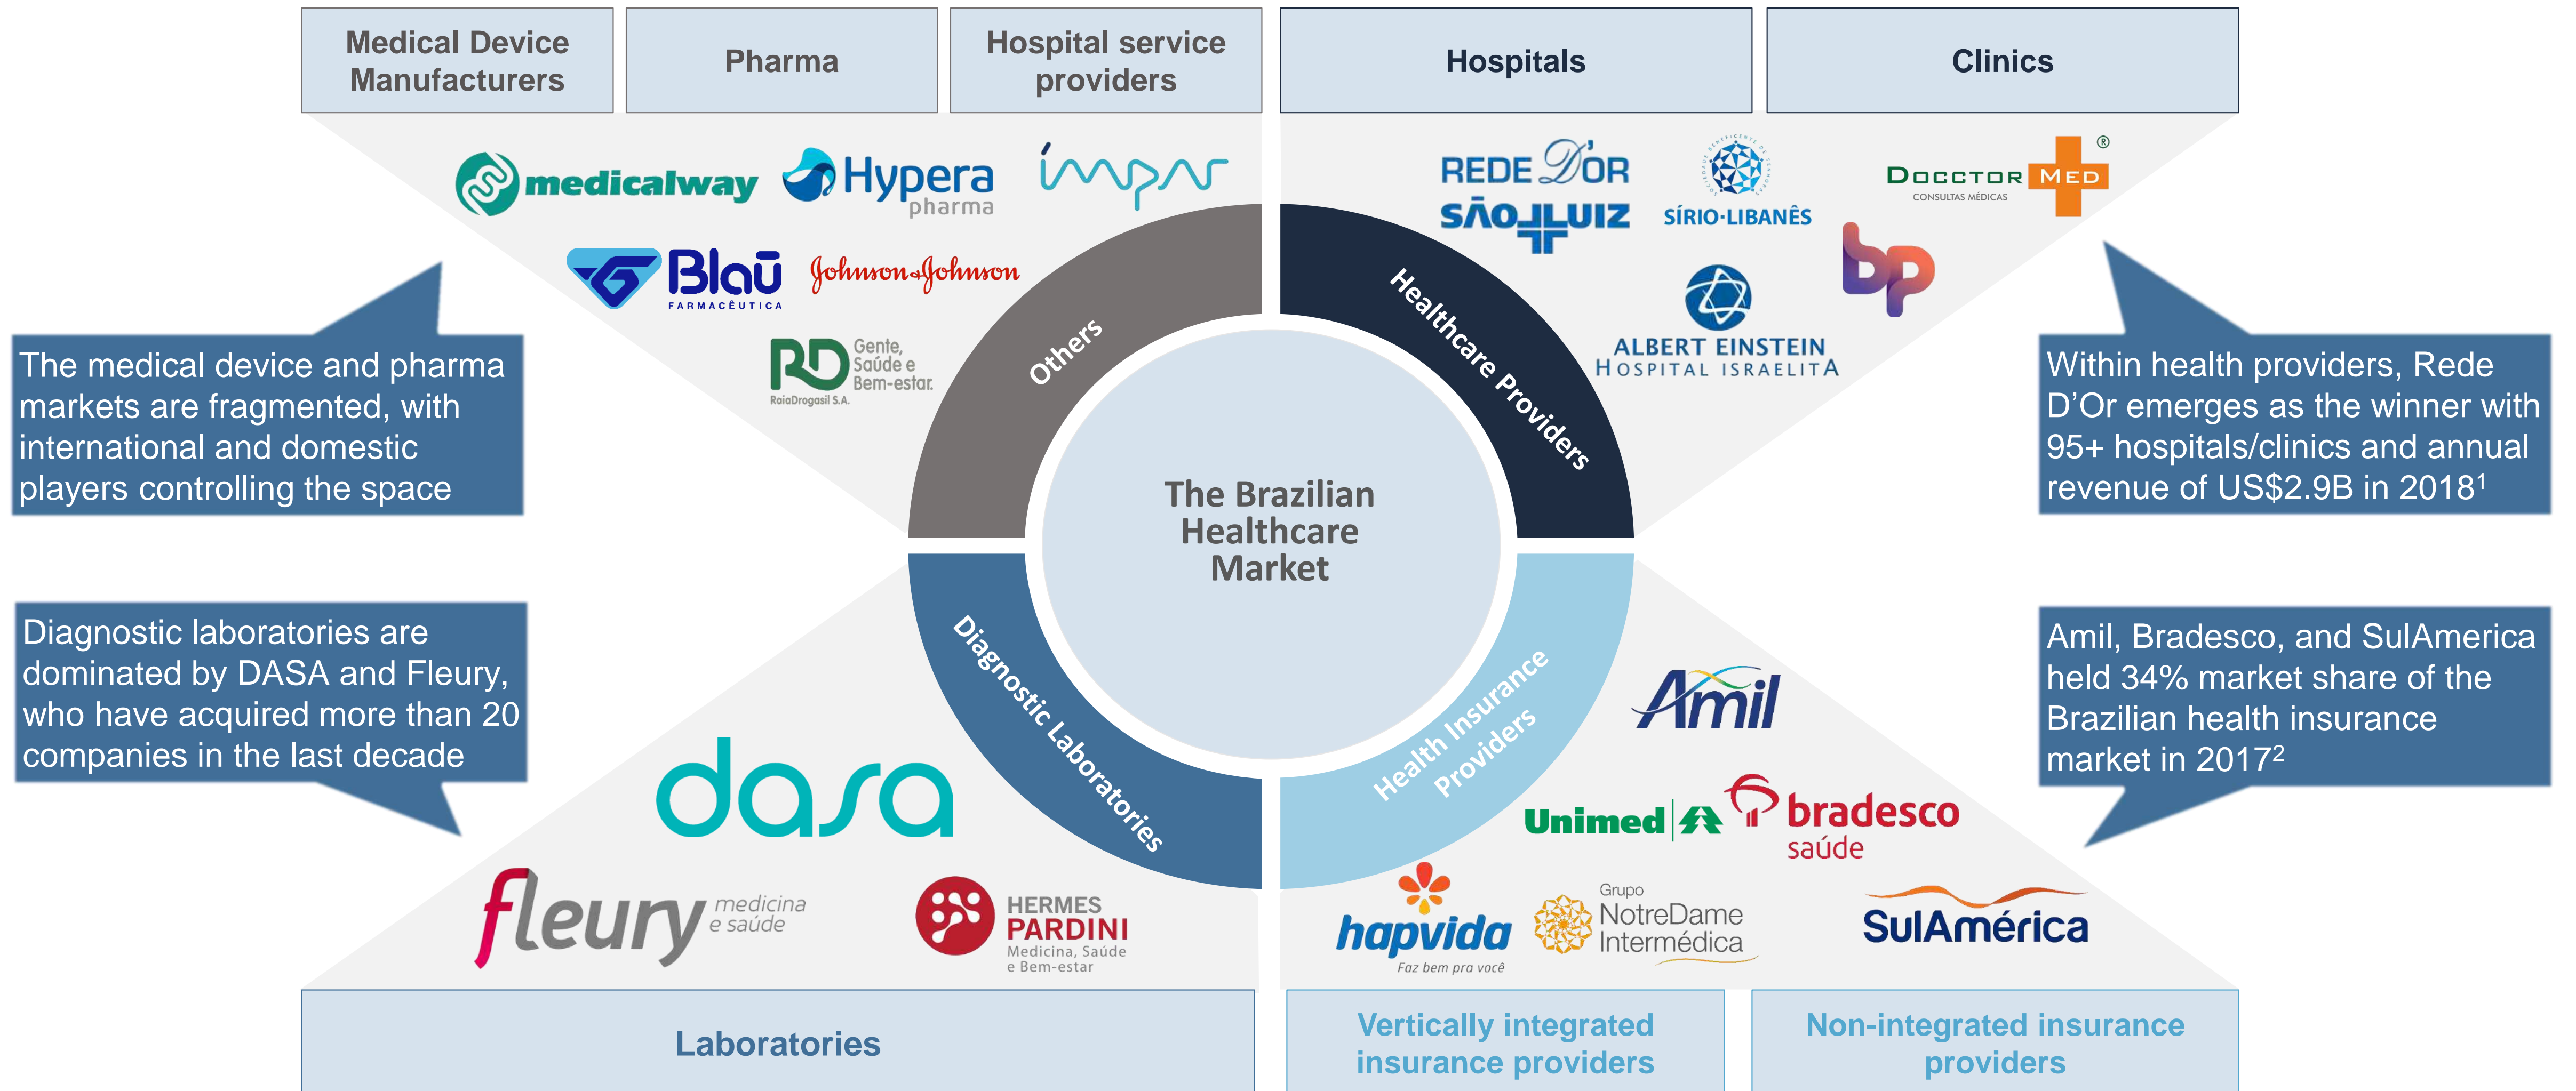 Medical Device
Manufacturers
Pharma
Hospital service
providers
Hospitals
Clinics
medicalway
Hypera
pharma
ímpar
REDE D'OR
SÃO LUIZ
SÍRIO·LIBANÊS
DOCCTOR MED
®
CONSULTAS MÉDICAS
Blaū
FARMACÊUTICA
Johnson & Johnson
bp
ALBERT EINSTEIN
HOSPITAL ISRAELITA
RD
Gente,
Saúde e
Bem-estar.
RaiaDrogasil S.A.
The medical device and pharma
markets are fragmented, with
international and domestic
players controlling the space
Others
Healthcare Providers
Within health providers, Rede
D’Or emerges as the winner with
95+ hospitals/clinics and annual
revenue of US$2.9B in 2018¹
The Brazilian
Healthcare
Market
Diagnostic laboratories are
dominated by DASA and Fleury,
who have acquired more than 20
companies in the last decade
Diagnostic Laboratories
Health Insurance
Providers
Amil, Bradesco, and SulAmerica
held 34% market share of the
Brazilian health insurance
market in 2017²
dasa
fleury
medicina
e saúde
HERMES
PARDINI
Medicina, Saúde
e Bem-estar
Amil
Unimed
bradesco
saúde
hapvida
Faz bem pra você
Grupo
NotreDame
Intermédica
SulAmérica
Laboratories
Vertically integrated
insurance providers
Non-integrated insurance
providers